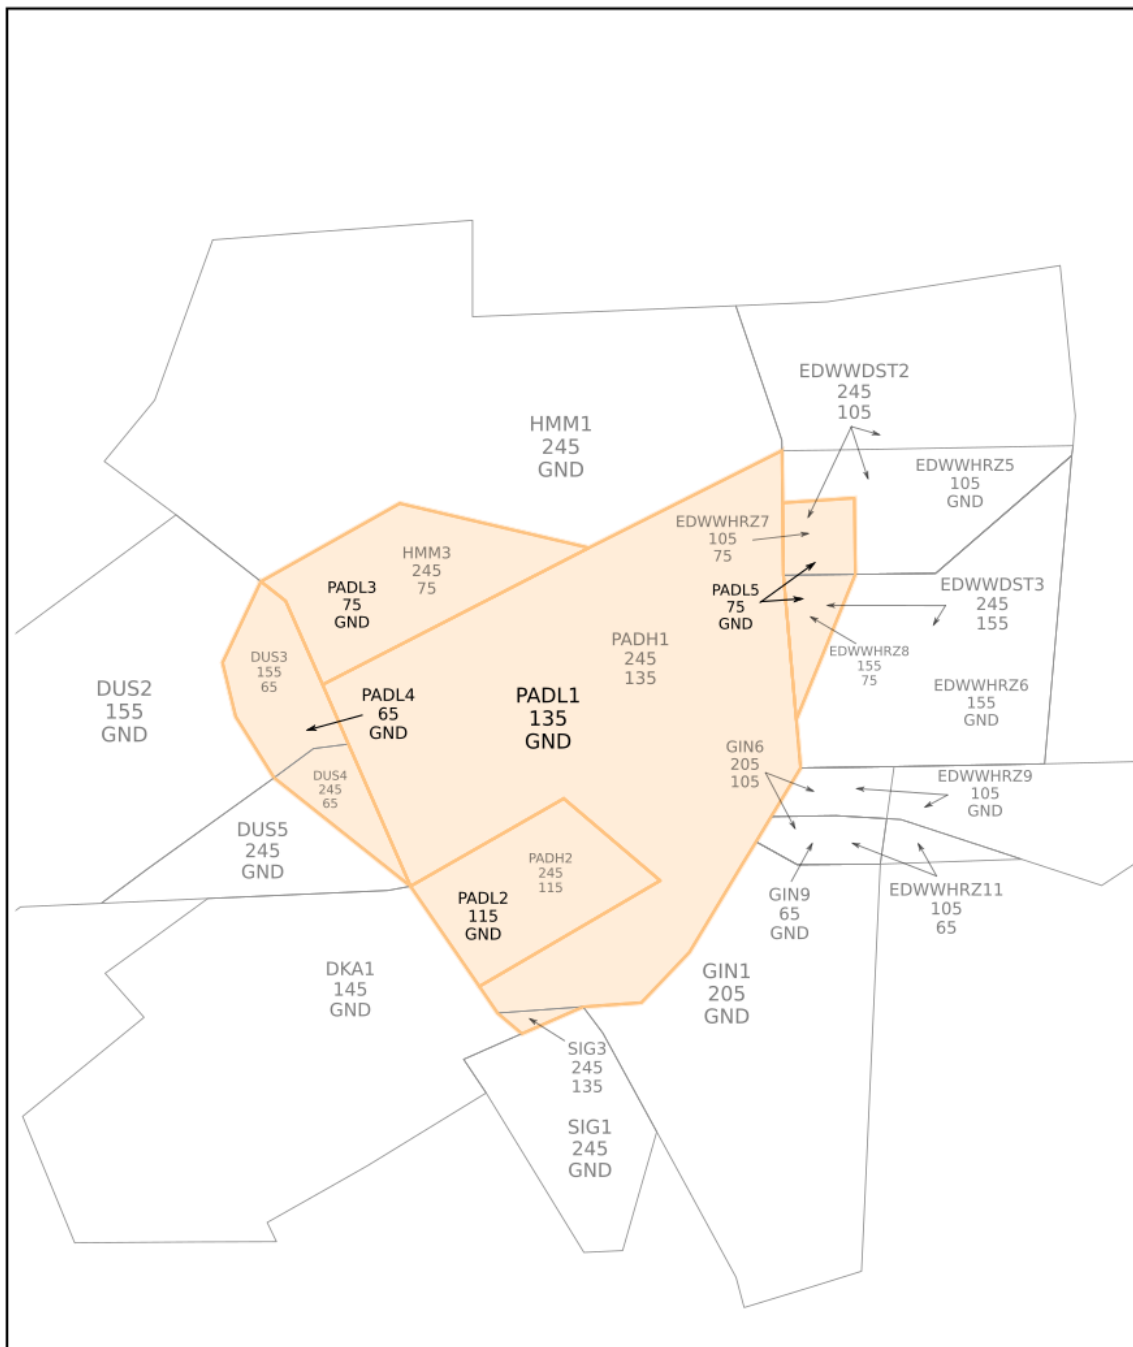 EDWWDST2
245
105
HMM1
245
GND
EDWWHRZ5
105
GND
EDWWHRZ7
105
75
HMM3
245
75
PADL3
75
GND
PADL5
75
GND
EDWWDST3
245
155
PADH1
245
135
EDWWHRZ8
155
75
DUS3
155
65
DUS2
155
GND
PADL4
65
GND
PADL1
135
GND
EDWWHRZ6
155
GND
GIN6
205
105
DUS4
245
65
EDWWHRZ9
105
GND
DUS5
245
GND
PADH2
245
115
PADL2
115
GND
GIN9
65
GND
EDWWHRZ11
105
65
DKA1
145
GND
GIN1
205
GND
SIG3
245
135
SIG1
245
GND